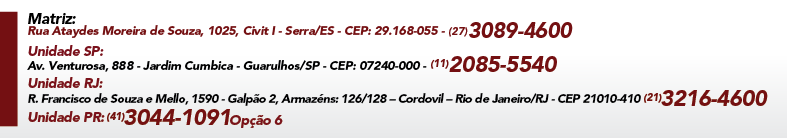 Matriz:
Rua Ataydes Moreira de Souza, 1025, Civit I - Serra/ES - CEP: 29.168-055 - (27)3089-4600
Unidade SP:
Av. Venturosa, 888 - Jardim Cumbica - Guarulhos/SP - CEP: 07240-000 - (11)2085-5540
Unidade RJ:
R. Francisco de Souza e Mello, 1590 - Galpão 2, Armazéns: 126/128 – Cordovil – Rio de Janeiro/RJ - CEP 21010-410 (21)3216-4600
Unidade PR: (41)3044-1091Opção 6